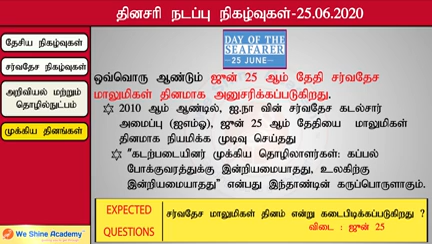 தினசரி நடப்பு நிகழ்வுகள்-25.06.2020
தேசிய நிகழ்வுகள்
சர்வதேச நிகழ்வுகள்
அறிவியல் மற்றும்
தொழில்நுட்பம்
முக்கிய தினங்கள்
DAY OF THE
SEAFARER
25 JUNE
ஒவ்வொரு ஆண்டும் ஜுன் 25 ஆம் தேதி சர்வதேச
மாலுமிகள் தினமாக அனுசரிக்கப்படுகிறது.
✡ 2010 ஆம் ஆண்டில், ஐ.நா வின் சர்வதேச கடல்சார்
அமைப்பு (ஐஎம்ஓ), ஜுன் 25 ஆம் தேதியை மாலுமிகள்
தினமாக நியமிக்க முடிவு செய்தது
✡ "கடற்படையினர் முக்கிய தொழிலாளர்கள்: கப்பல்
போக்குவரத்துக்கு இன்றியமையாதது, உலகிற்கு
இன்றியமையாதது" என்பது இந்தாண்டின் கருப்பொருளாகும்.
EXPECTED
QUESTIONS
சர்வதேச மாலுமிகள் தினம் என்று கடைபிடிக்கப்படுகிறது ?
விடை : ஜுன் 25
We Shine Academy